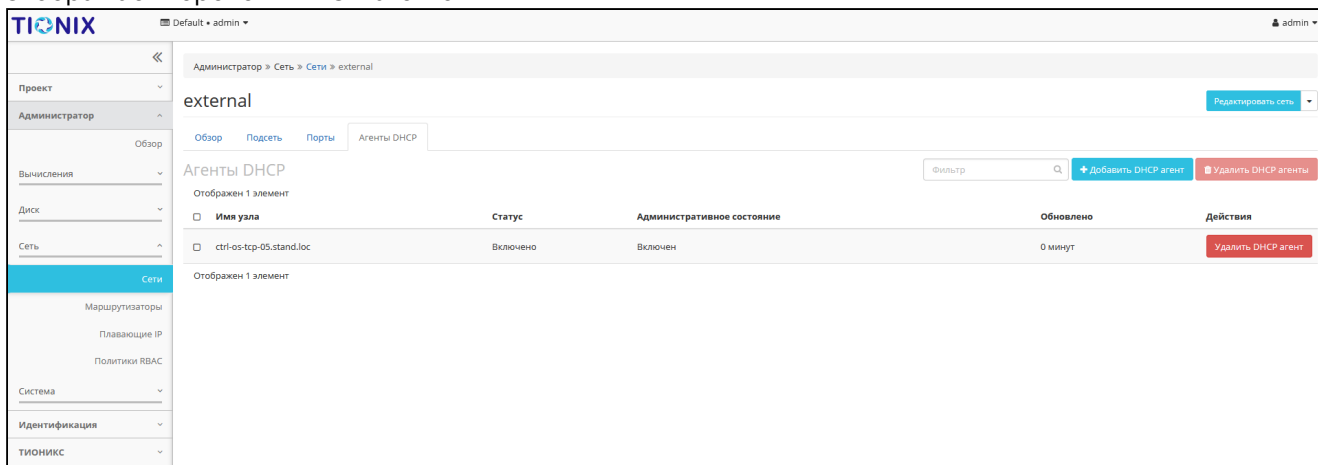 TIONIX
Default • admin
admin
Администратор » Сеть » Сети » external
Проект
external
Редактировать сеть
Администратор
Обзор Подсеть Порты Агенты DHCP
Обзор
Агенты DHCP
Фильтр
+ Добавить DHCP агент
Удалить DHCP агенты
Вычисления
Отображен 1 элемент
Диск
Имя узла Статус Административное состояние Обновлено Действия
Сеть
ctrl-os-tcp-05.stand.loc Включено Включен 0 минут Удалить DHCP агент
Сети
Отображен 1 элемент
Маршрутизаторы
Плавающие IP
Политики RBAC
Система
Идентификация
ТИОНИКС